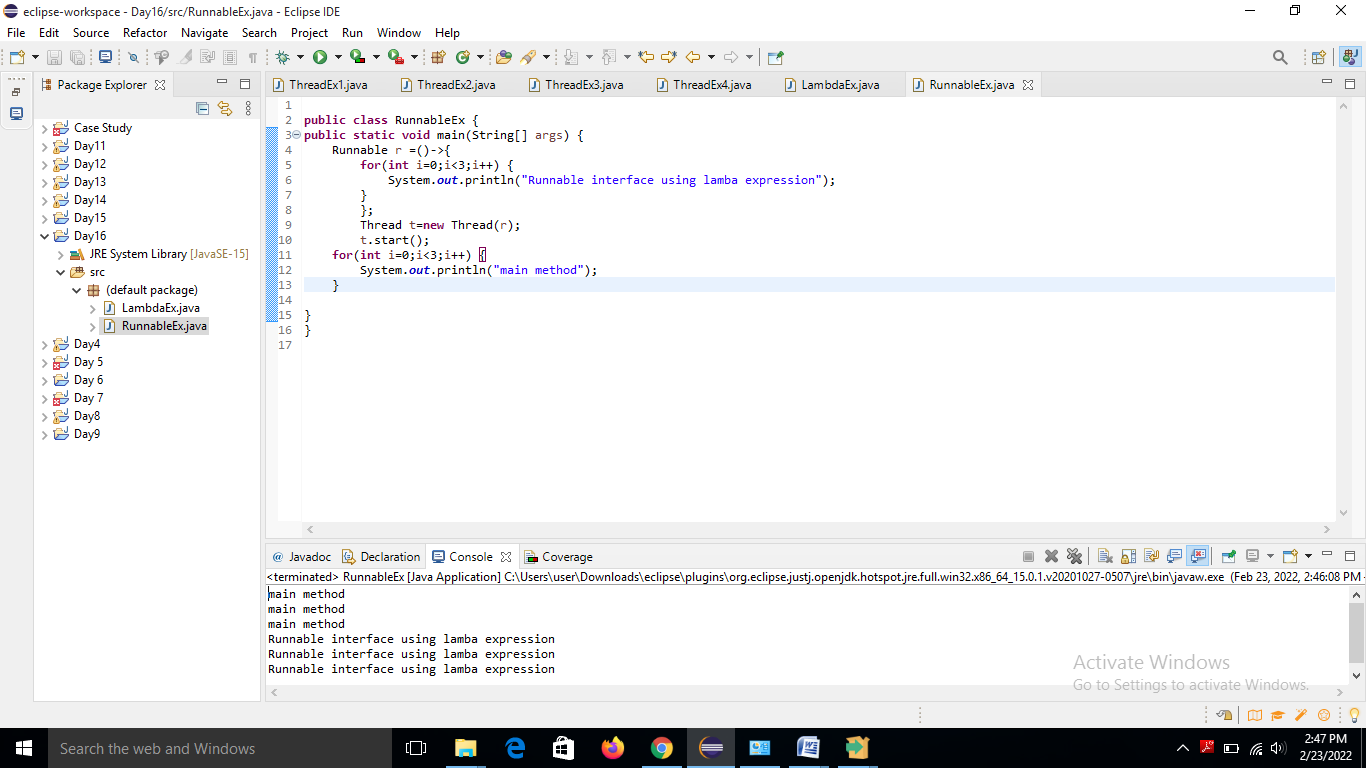 eclipse-workspace - Day16/src/RunnableEx.java - Eclipse IDE
File Edit Source Refactor Navigate Search Project Run Window Help
Package Explorer
ThreadEx1.java ThreadEx2.java ThreadEx3.java ThreadEx4.java LambdaEx.java RunnableEx.java
Case Study
Day11
Day12
Day13
Day14
Day15
Day16
JRE System Library [JavaSE-15]
src
(default package)
LambdaEx.java
RunnableEx.java
Day4
Day 5
Day 6
Day 7
Day8
Day9
1
2 public class RunnableEx {
3 public static void main(String[] args) {
4 Runnable r =()->{
5 for(int i=0;i<3;i++) {
6 System.out.println("Runnable interface using lamba expression");
7 }
8 };
9 Thread t=new Thread(r);
10 t.start();
11 for(int i=0;i<3;i++) {
12 System.out.println("main method");
13 }
14
15 }
16 }
17
@ Javadoc Declaration Console Coverage
<terminated> RunnableEx [Java Application] C:\Users\user\Downloads\eclipse\plugins\org.eclipse.justj.openjdk.hotspot.jre.full.win32.x86_64_15.0.1.v20201027-0507\jre\bin\javaw.exe (Feb 23, 2022, 2:46:08 PM -
main method
main method
main method
Runnable interface using lamba expression
Runnable interface using lamba expression
Runnable interface using lamba expression
Activate Windows
Go to Settings to activate Windows.
Search the web and Windows
2:47 PM
2/23/2022